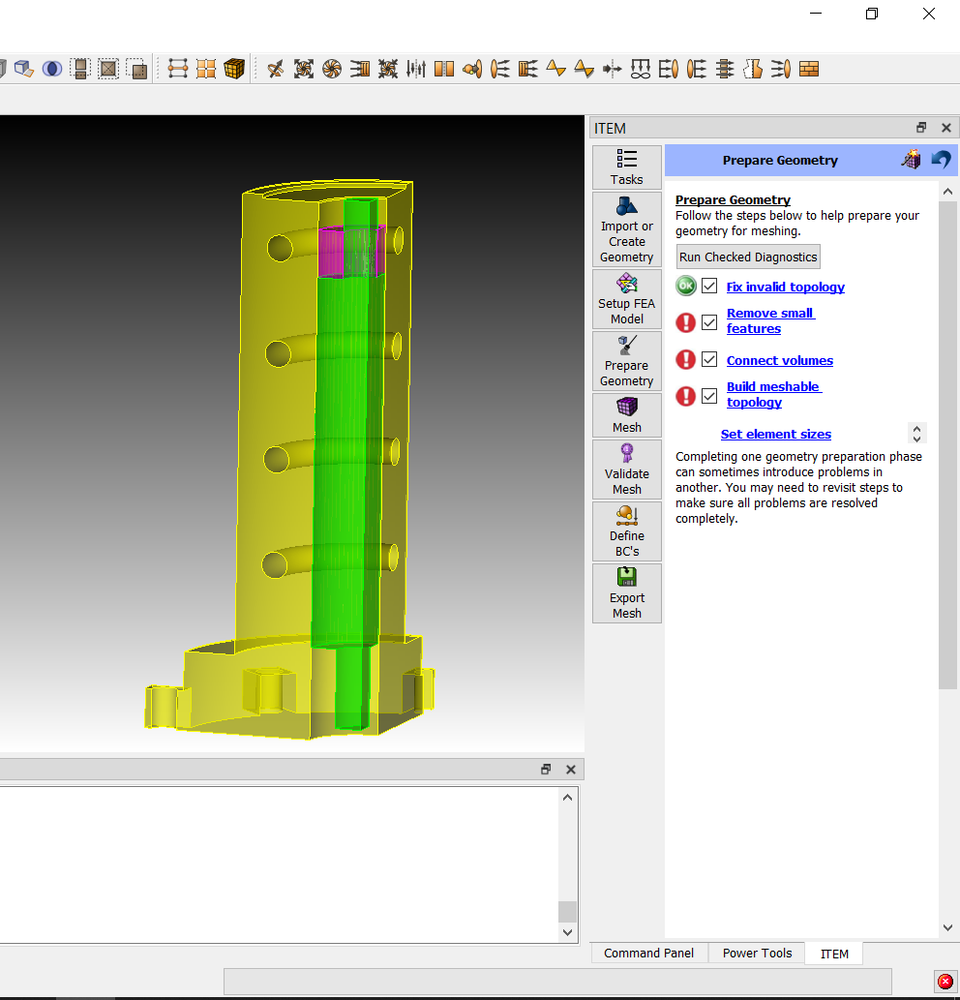 ITEM
Tasks
Import or
Create
Geometry
Setup FEA
Model
Prepare
Geometry
Mesh
Validate
Mesh
Define
BC's
Export
Mesh
Prepare Geometry
Prepare Geometry
Follow the steps below to help prepare your
geometry for meshing.
Run Checked Diagnostics
OK
Fix invalid topology
Remove small
features
Connect volumes
Build meshable
topology
Set element sizes
Completing one geometry preparation phase
can sometimes introduce problems in
another. You may need to revisit steps to
make sure all problems are resolved
completely.
Command Panel
Power Tools
ITEM